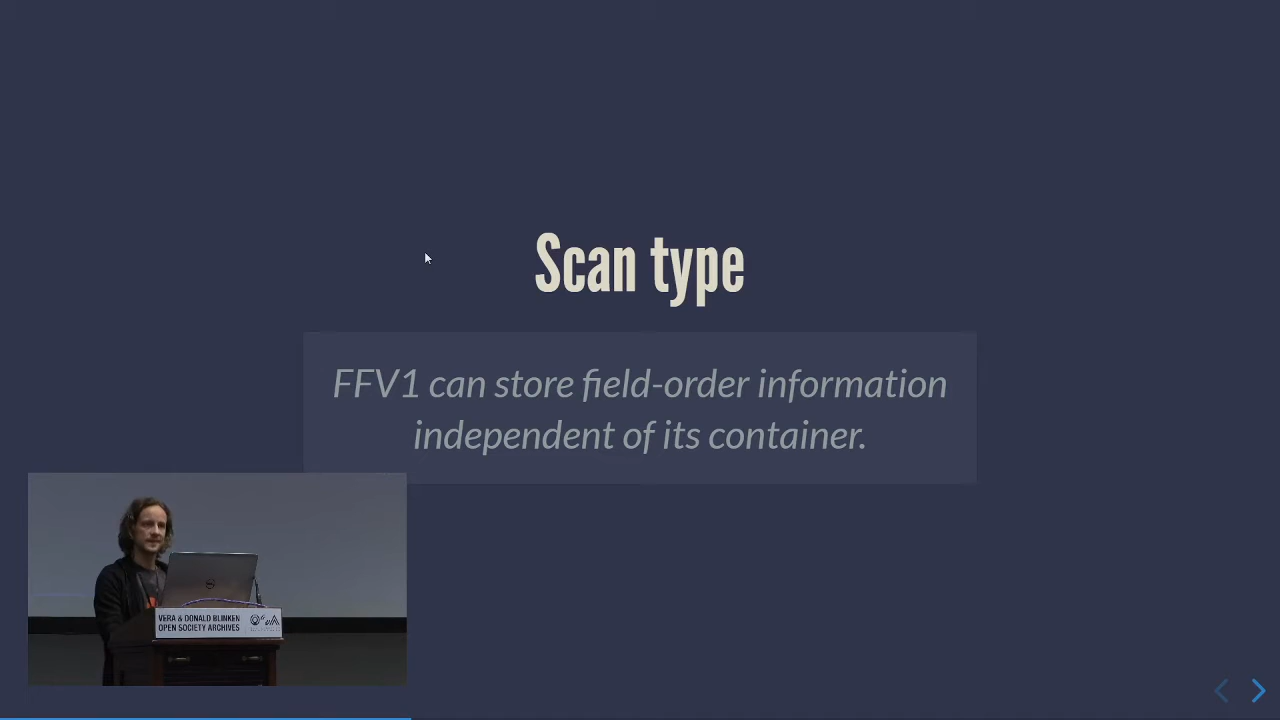 Scan type
FFV1 can store field-order information
independent of its container.
VERA & DONALD BLINKEN
OPEN SOCIETY ARCHIVES